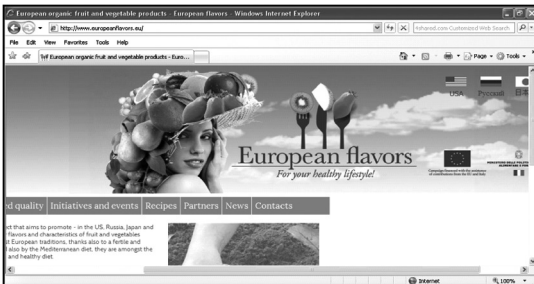 European organic fruit and vegetable products - European flavors - Windows Internet Explorer
http://www.europeanflavors.eu/
File Edit View Favorites Tools Help
European organic fruit and vegetable products - Euro...
Page Tools
USA Русский 日本
European flavors
For your healthy lifestyle!
ed quality Initiatives and events Recipes Partners News Contacts
ect that aims to promote - in the US, Russia, Japan and
flavors and characteristics of fruit and vegetables
t European traditions, thanks also to a fertile and
l also by the Mediterranean diet, they are amongst the
and healthy diet.
Internet 100%